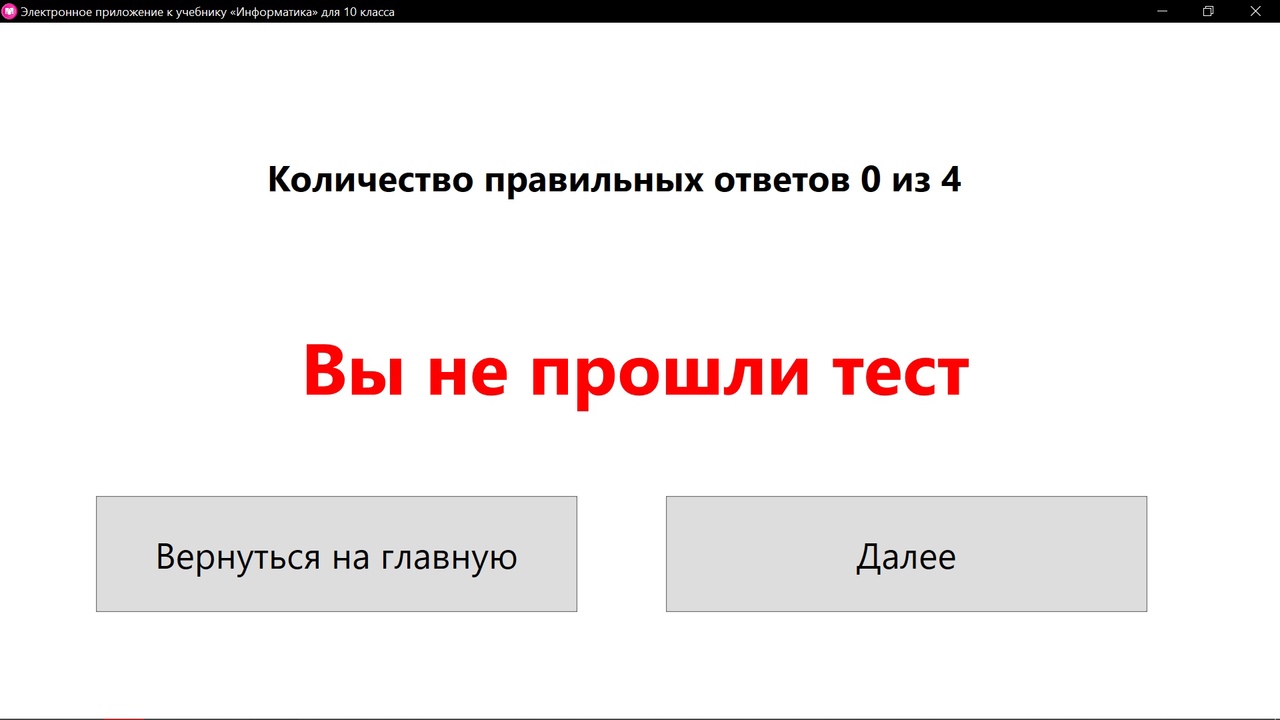 Электронное приложение к учебнику «Информатика» для 10 класса
Количество правильных ответов 0 из 4
Вы не прошли тест
Вернуться на главную
Далее